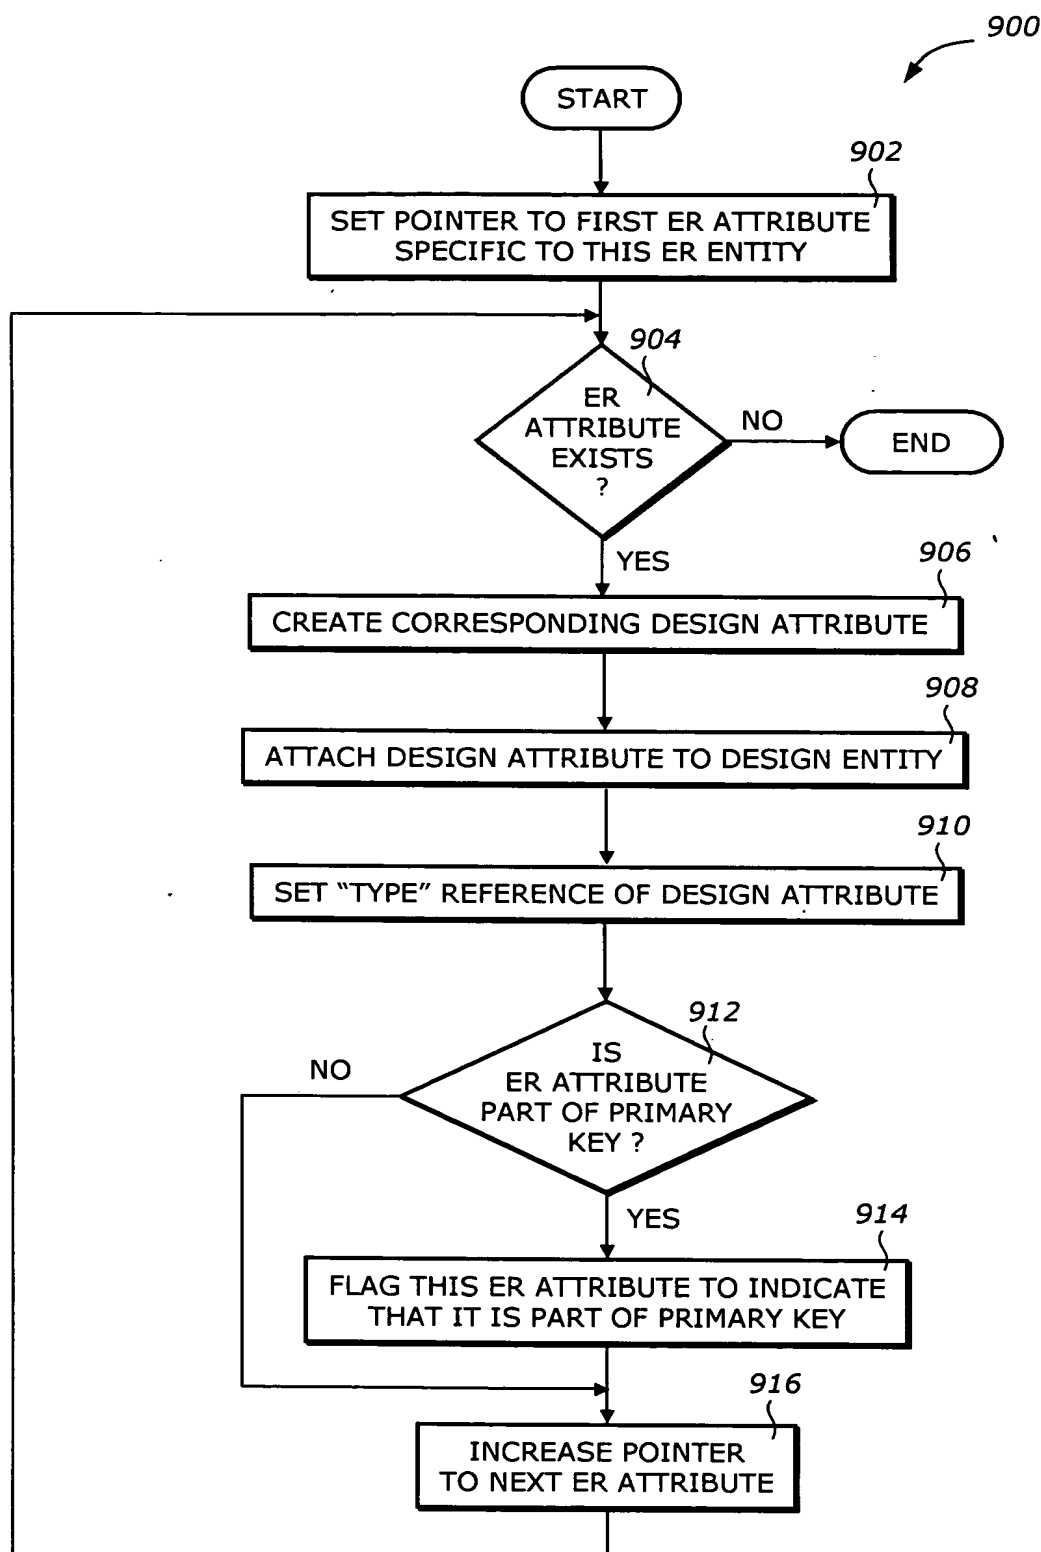 900
START
902
SET POINTER TO FIRST ER ATTRIBUTE
SPECIFIC TO THIS ER ENTITY
904
ER
ATTRIBUTE
EXISTS
?
NO
END
YES
906
CREATE CORRESPONDING DESIGN ATTRIBUTE
908
ATTACH DESIGN ATTRIBUTE TO DESIGN ENTITY
910
SET “TYPE” REFERENCE OF DESIGN ATTRIBUTE
912
IS
ER ATTRIBUTE
PART OF PRIMARY
KEY ?
NO
YES
914
FLAG THIS ER ATTRIBUTE TO INDICATE
THAT IT IS PART OF PRIMARY KEY
916
INCREASE POINTER
TO NEXT ER ATTRIBUTE